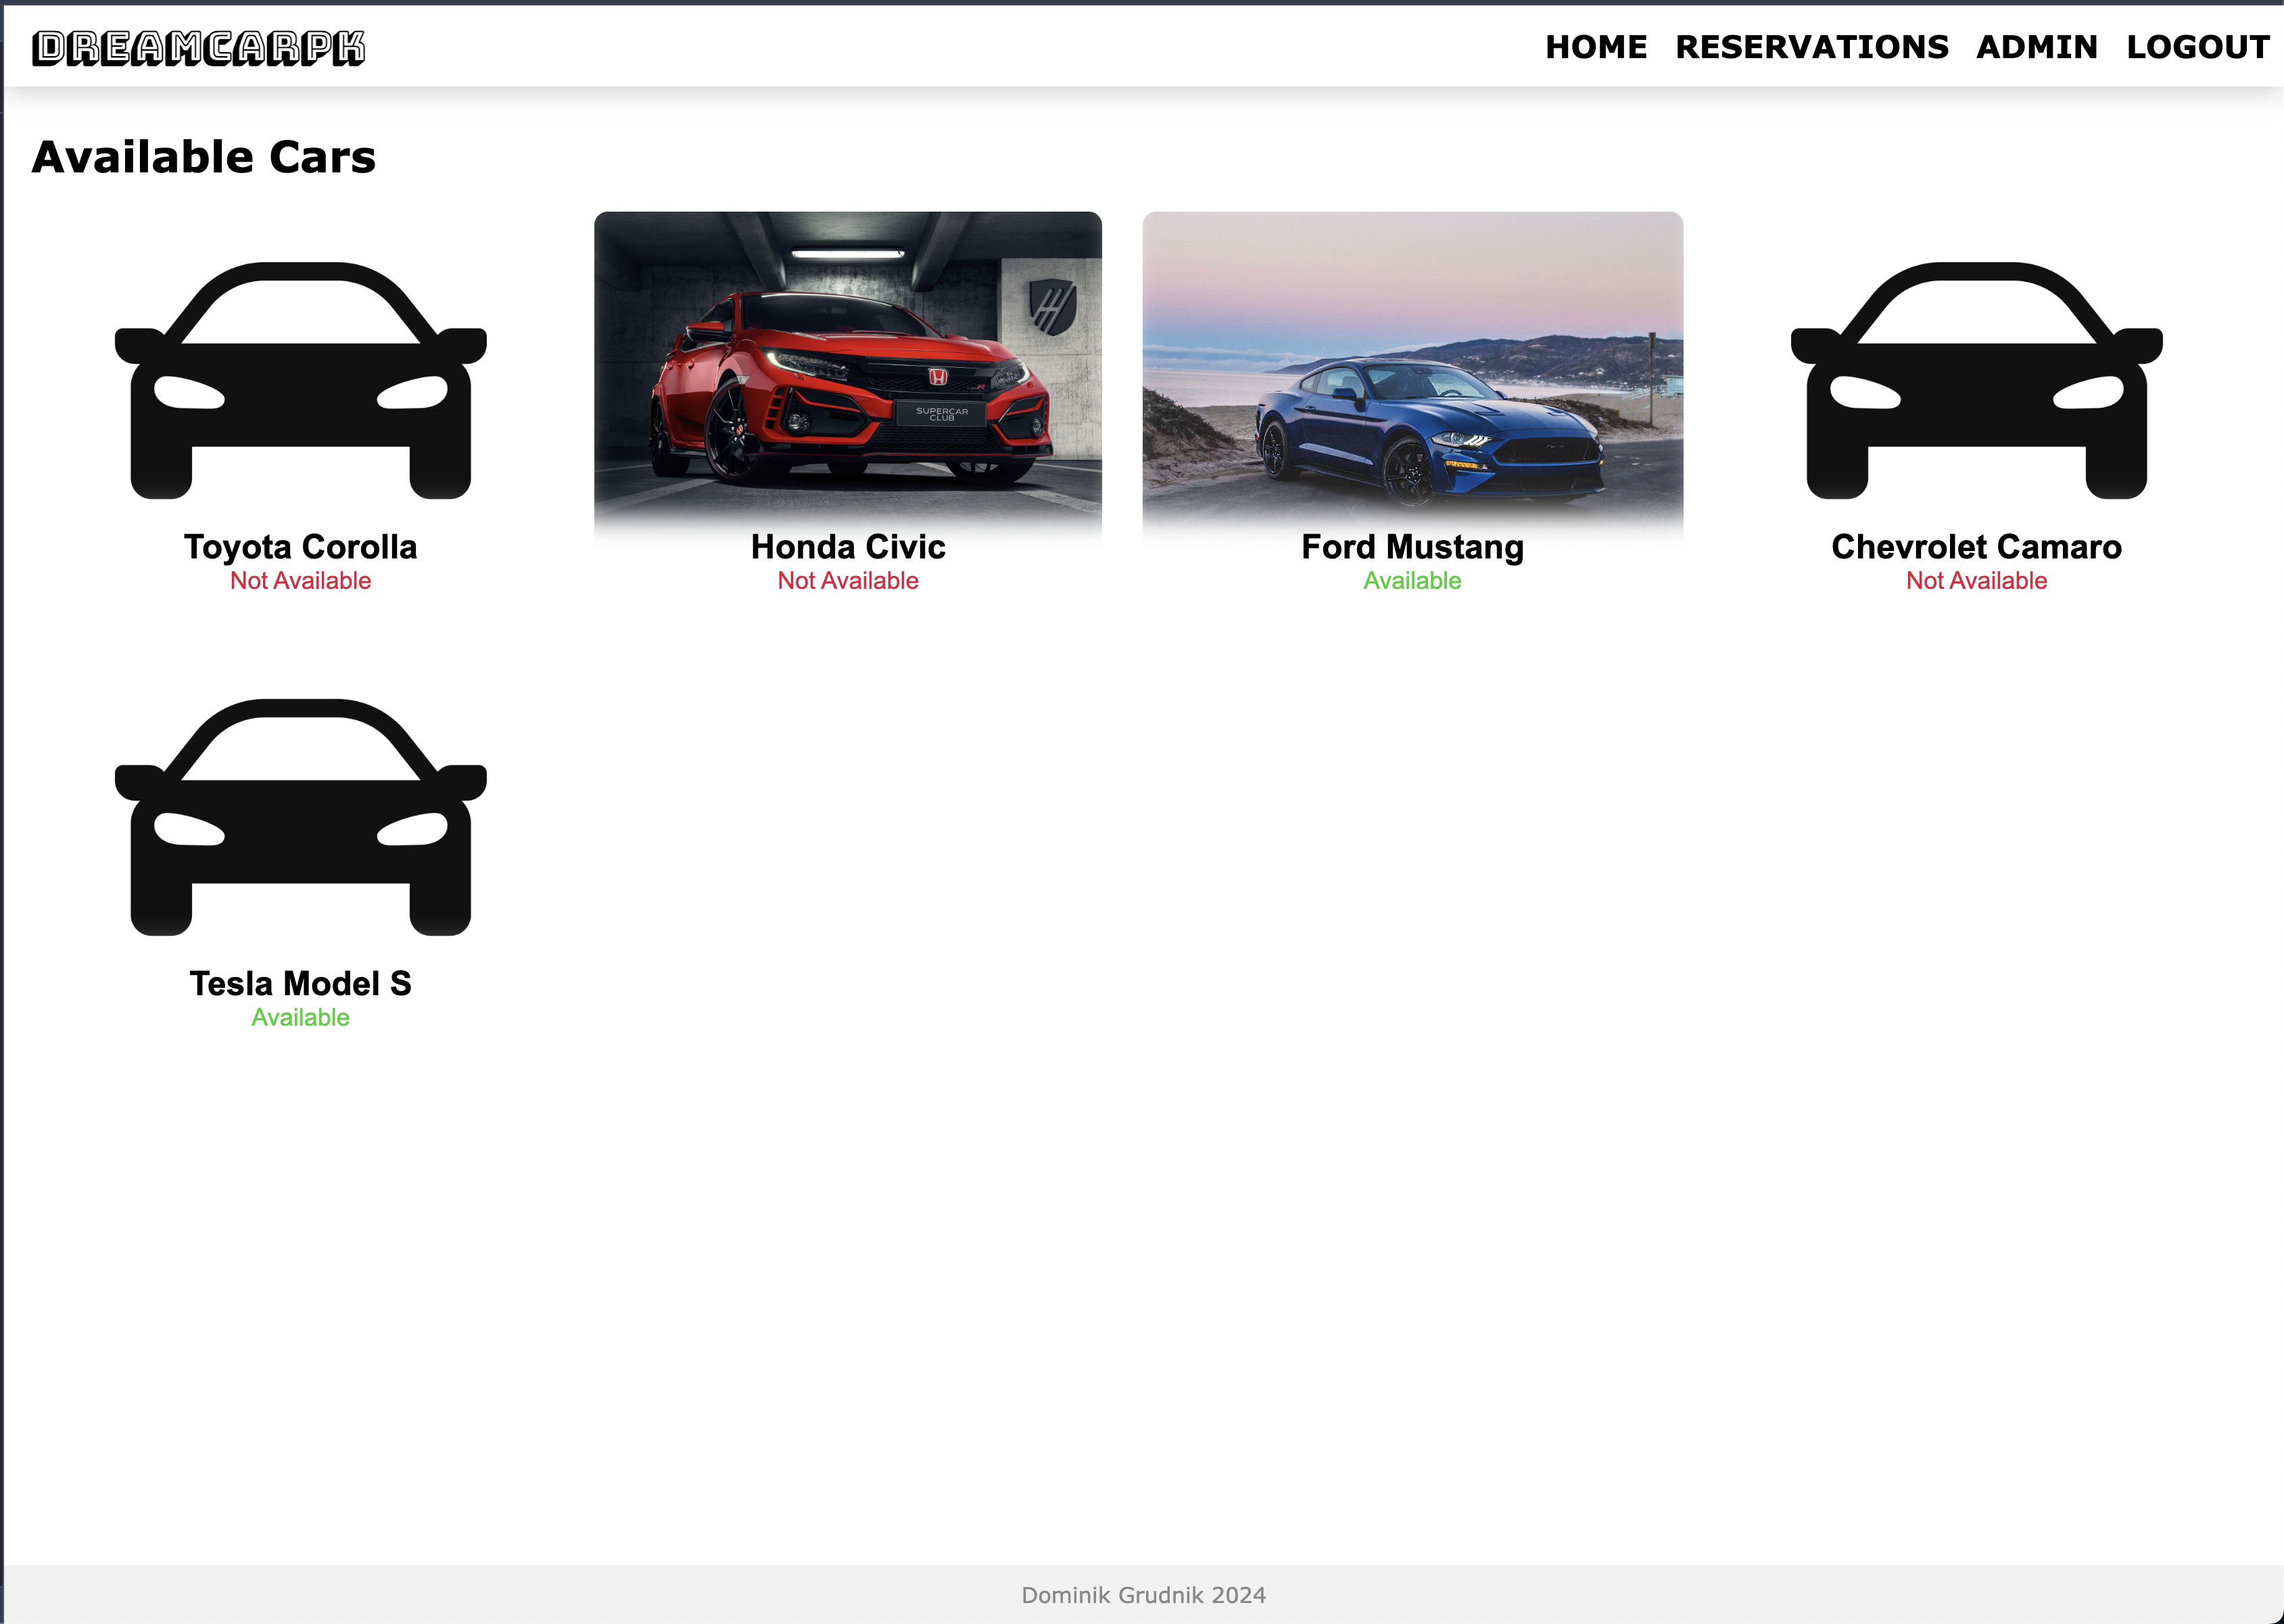 DREAMCARPK
HOME RESERVATIONS ADMIN LOGOUT
Available Cars
SUPERCAR
CLUB
Toyota Corolla
Not Available
Honda Civic
Not Available
Ford Mustang
Available
Chevrolet Camaro
Not Available
Tesla Model S
Available
Dominik Grudnik 2024